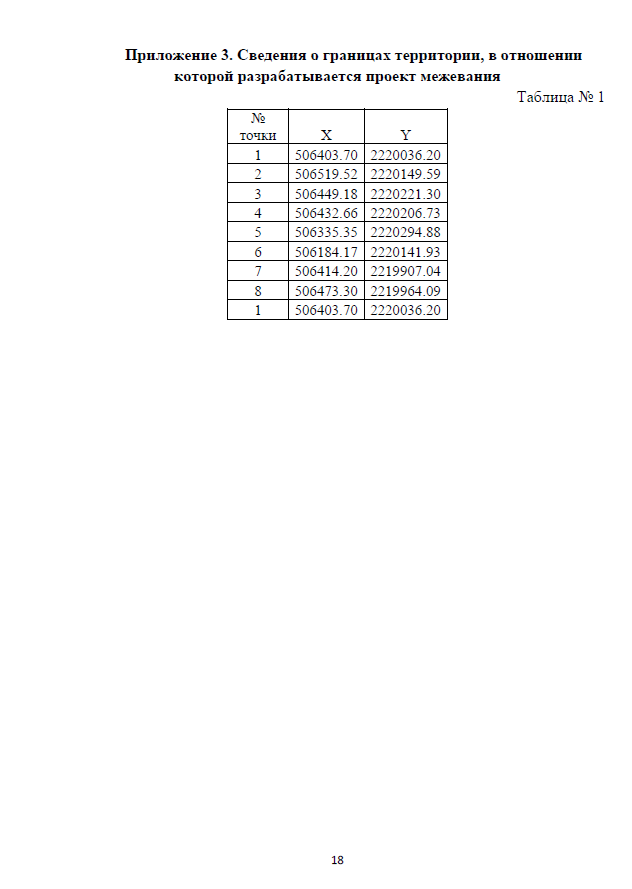 Приложение 3. Сведения о границах территории, в отношении
которой разрабатывается проект межевания
Таблица № 1
№
точки X Y
1 506403.70 2220036.20
2 506519.52 2220149.59
3 506449.18 2220221.30
4 506432.66 2220206.73
5 506335.35 2220294.88
6 506184.17 2220141.93
7 506414.20 2219907.04
8 506473.30 2219964.09
1 506403.70 2220036.20
18